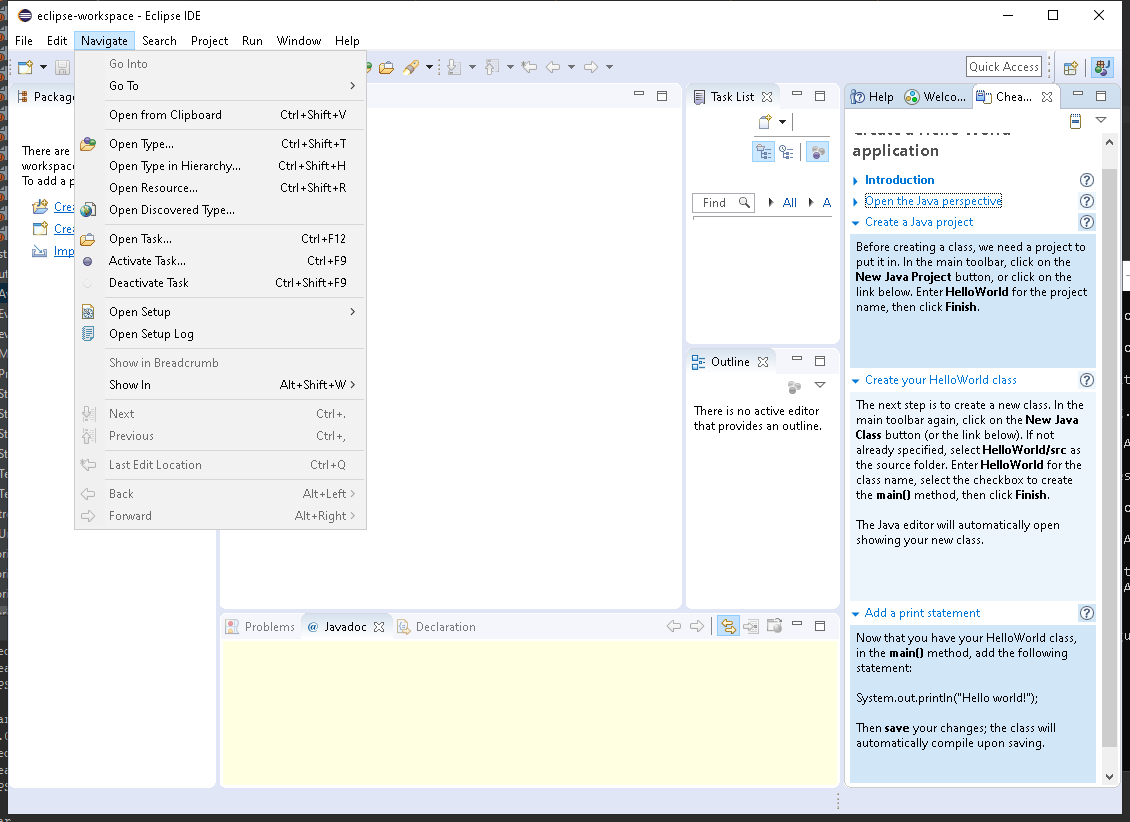 eclipse-workspace - Eclipse IDE
File Edit Navigate Search Project Run Window Help
Quick Access
Go Into
Go To
Open from Clipboard Ctrl+Shift+V
Open Type... Ctrl+Shift+T
Open Type in Hierarchy... Ctrl+Shift+H
Open Resource... Ctrl+Shift+R
Open Discovered Type...
Open Task... Ctrl+F12
Activate Task... Ctrl+F9
Deactivate Task Ctrl+Shift+F9
Open Setup
Open Setup Log
Show in Breadcrumb
Show In Alt+Shift+W
Next Ctrl+.
Previous Ctrl+,
Last Edit Location Ctrl+Q
Back Alt+Left
Forward Alt+Right
There are
To add a
Task List
Find All A
Outline
There is no active editor
that provides an outline.
Problems @ Javadoc Declaration
Help Welco... Chea...
application
Introduction
Open the Java perspective
Create a Java project
Before creating a class, we need a project to
put it in. In the main toolbar, click on the
New Java Project button, or click on the
link below. Enter HelloWorld for the project
name, then click Finish.
Create your HelloWorld class
The next step is to create a new class. In the
main toolbar again, click on the New Java
Class button (or the link below). If not
already specified, select HelloWorld/src as
the source folder. Enter HelloWorld for the
class name, select the checkbox to create
the main() method, then click Finish.
The Java editor will automatically open
showing your new class.
Add a print statement
Now that you have your HelloWorld class,
in the main() method, add the following
statement:
System.out.println("Hello world!");
Then save your changes; the class will
automatically compile upon saving.